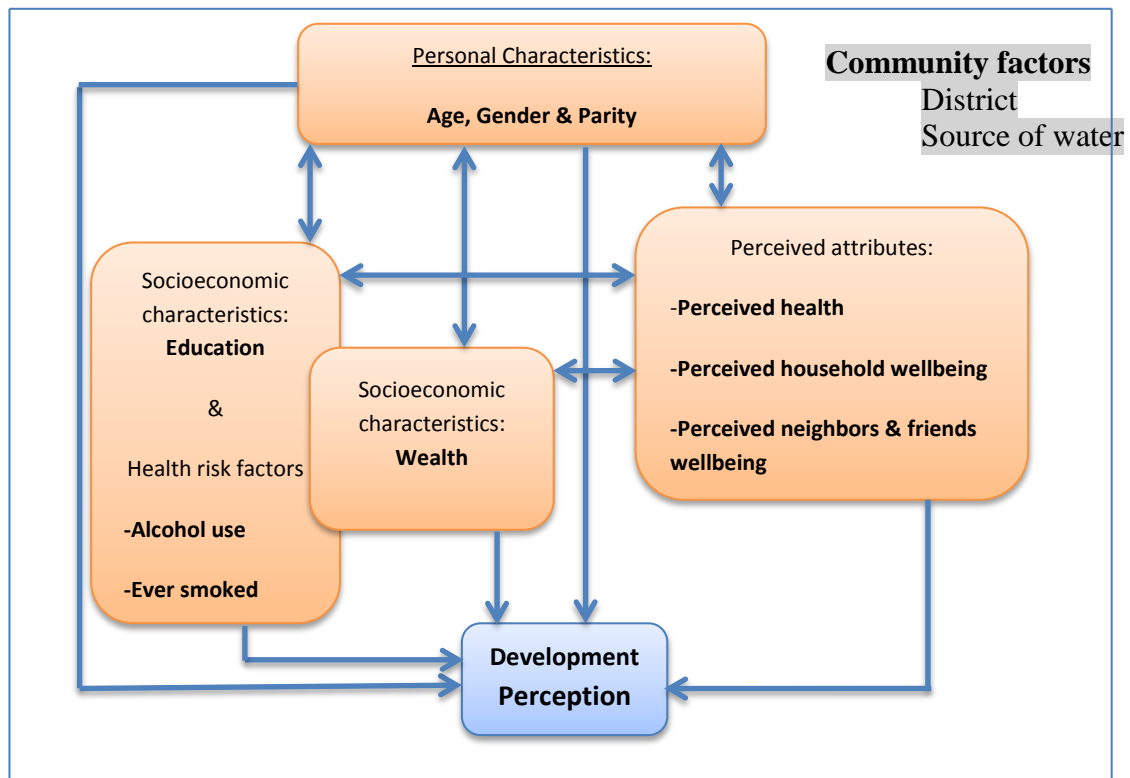 Personal Characteristics:
Age, Gender & Parity
Community factors
District
Source of water
Socioeconomic
characteristics:
Education
&
Health risk factors
-Alcohol use
-Ever smoked
Socioeconomic
characteristics:
Wealth
Perceived attributes:
-Perceived health
-Perceived household wellbeing
-Perceived neighbors & friends
wellbeing
Development
Perception